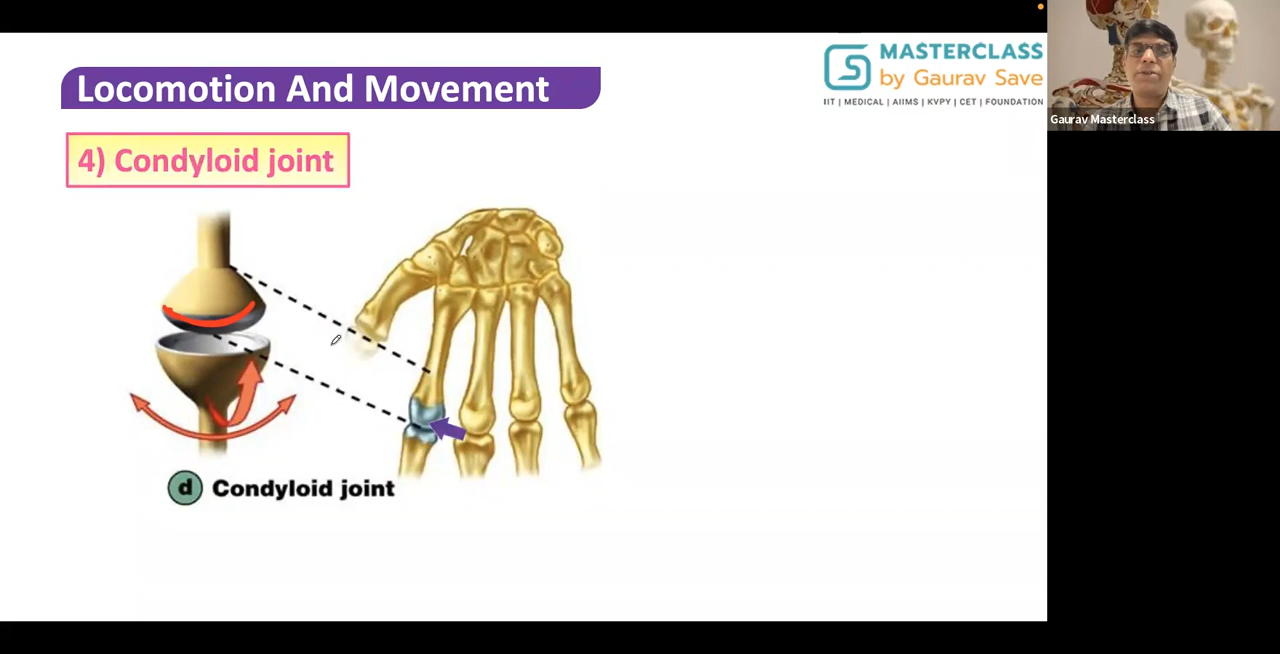 Locomotion And Movement
MASTERCLASS
by Gaurav Save
IIT | MEDICAL | AIIMS | KVPY | CET | FOUNDATION
Gaurav Masterclass
4) Condyloid joint
d Condyloid joint